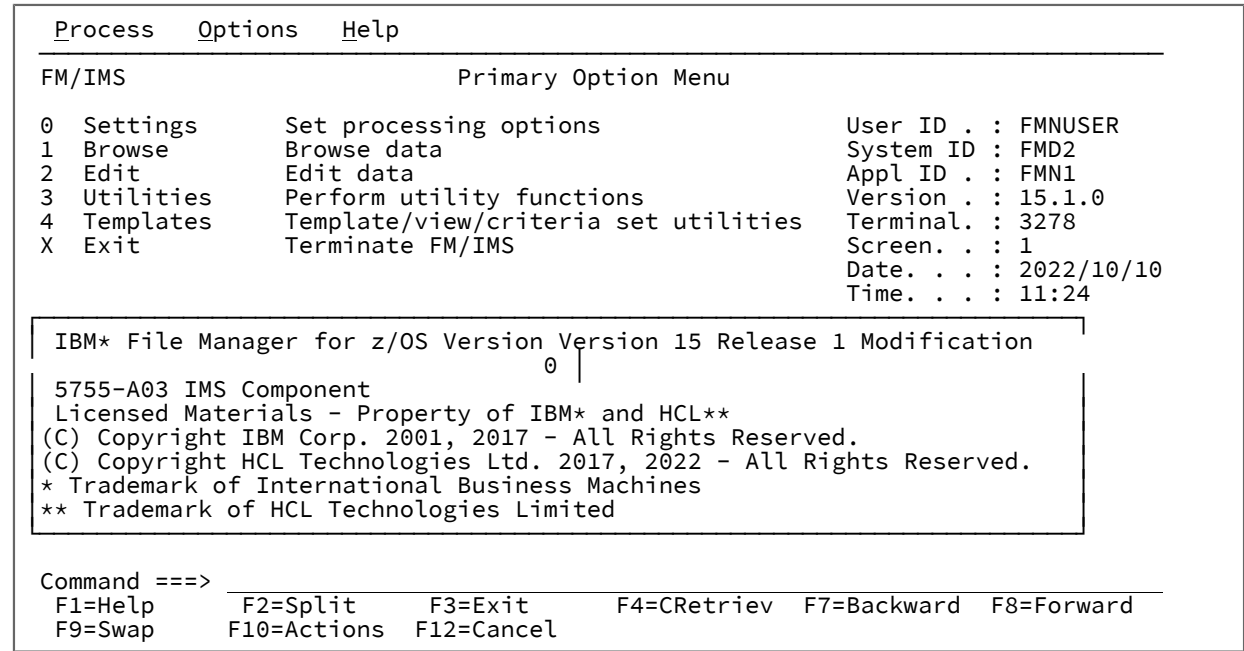 Process Options Help
FM/IMS Primary Option Menu
0 Settings Set processing options User ID . : FMNUSER
1 Browse Browse data System ID : FMD2
2 Edit Edit data Appl ID . : FMN1
3 Utilities Perform utility functions Version . : 15.1.0
4 Templates Template/view/criteria set utilities Terminal. : 3278
X Exit Terminate FM/IMS Screen. . : 1
Date. . . : 2022/10/10
Time. . . : 11:24
IBM* File Manager for z/OS Version Version 15 Release 1 Modification
0
5755-A03 IMS Component
Licensed Materials - Property of IBM* and HCL**
(C) Copyright IBM Corp. 2001, 2017 - All Rights Reserved.
(C) Copyright HCL Technologies Ltd. 2017, 2022 - All Rights Reserved.
* Trademark of International Business Machines
** Trademark of HCL Technologies Limited
Command ===>
F1=Help F2=Split F3=Exit F4=CRetriev F7=Backward F8=Forward
F9=Swap F10=Actions F12=Cancel